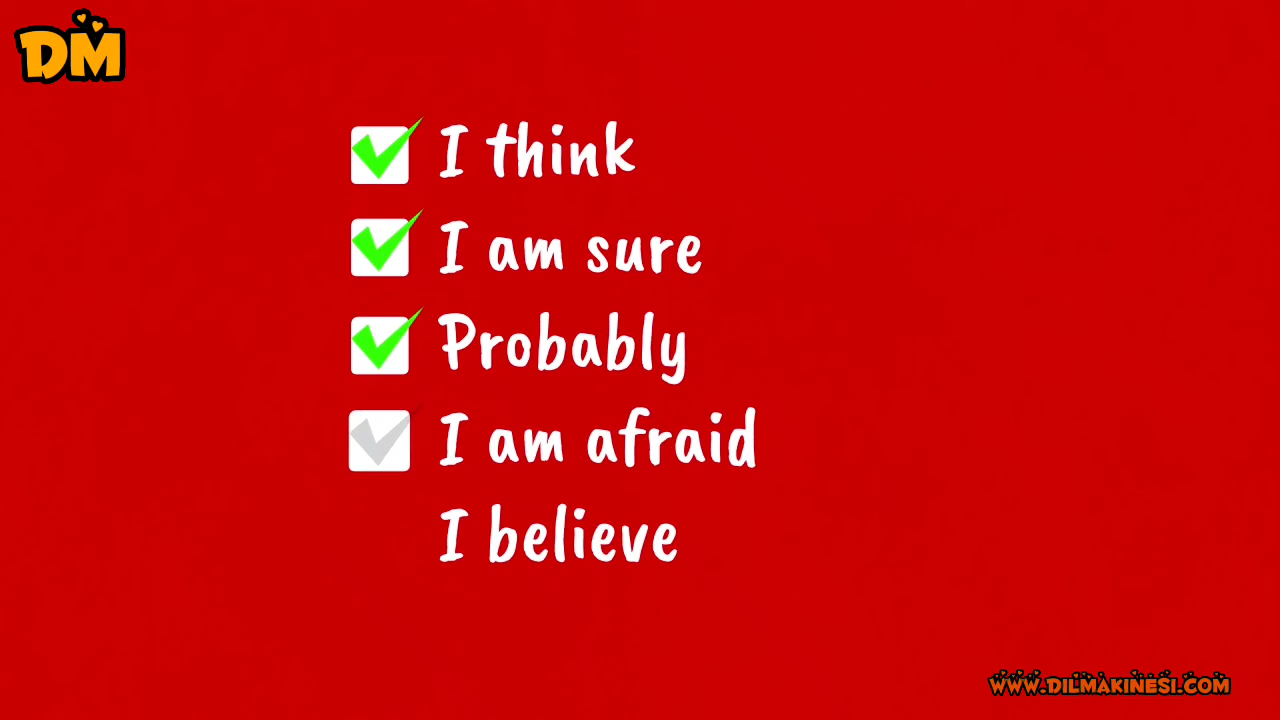 DM
I think
I am sure
Probably
I am afraid
I believe
WWW.DILMAKINESI.COM